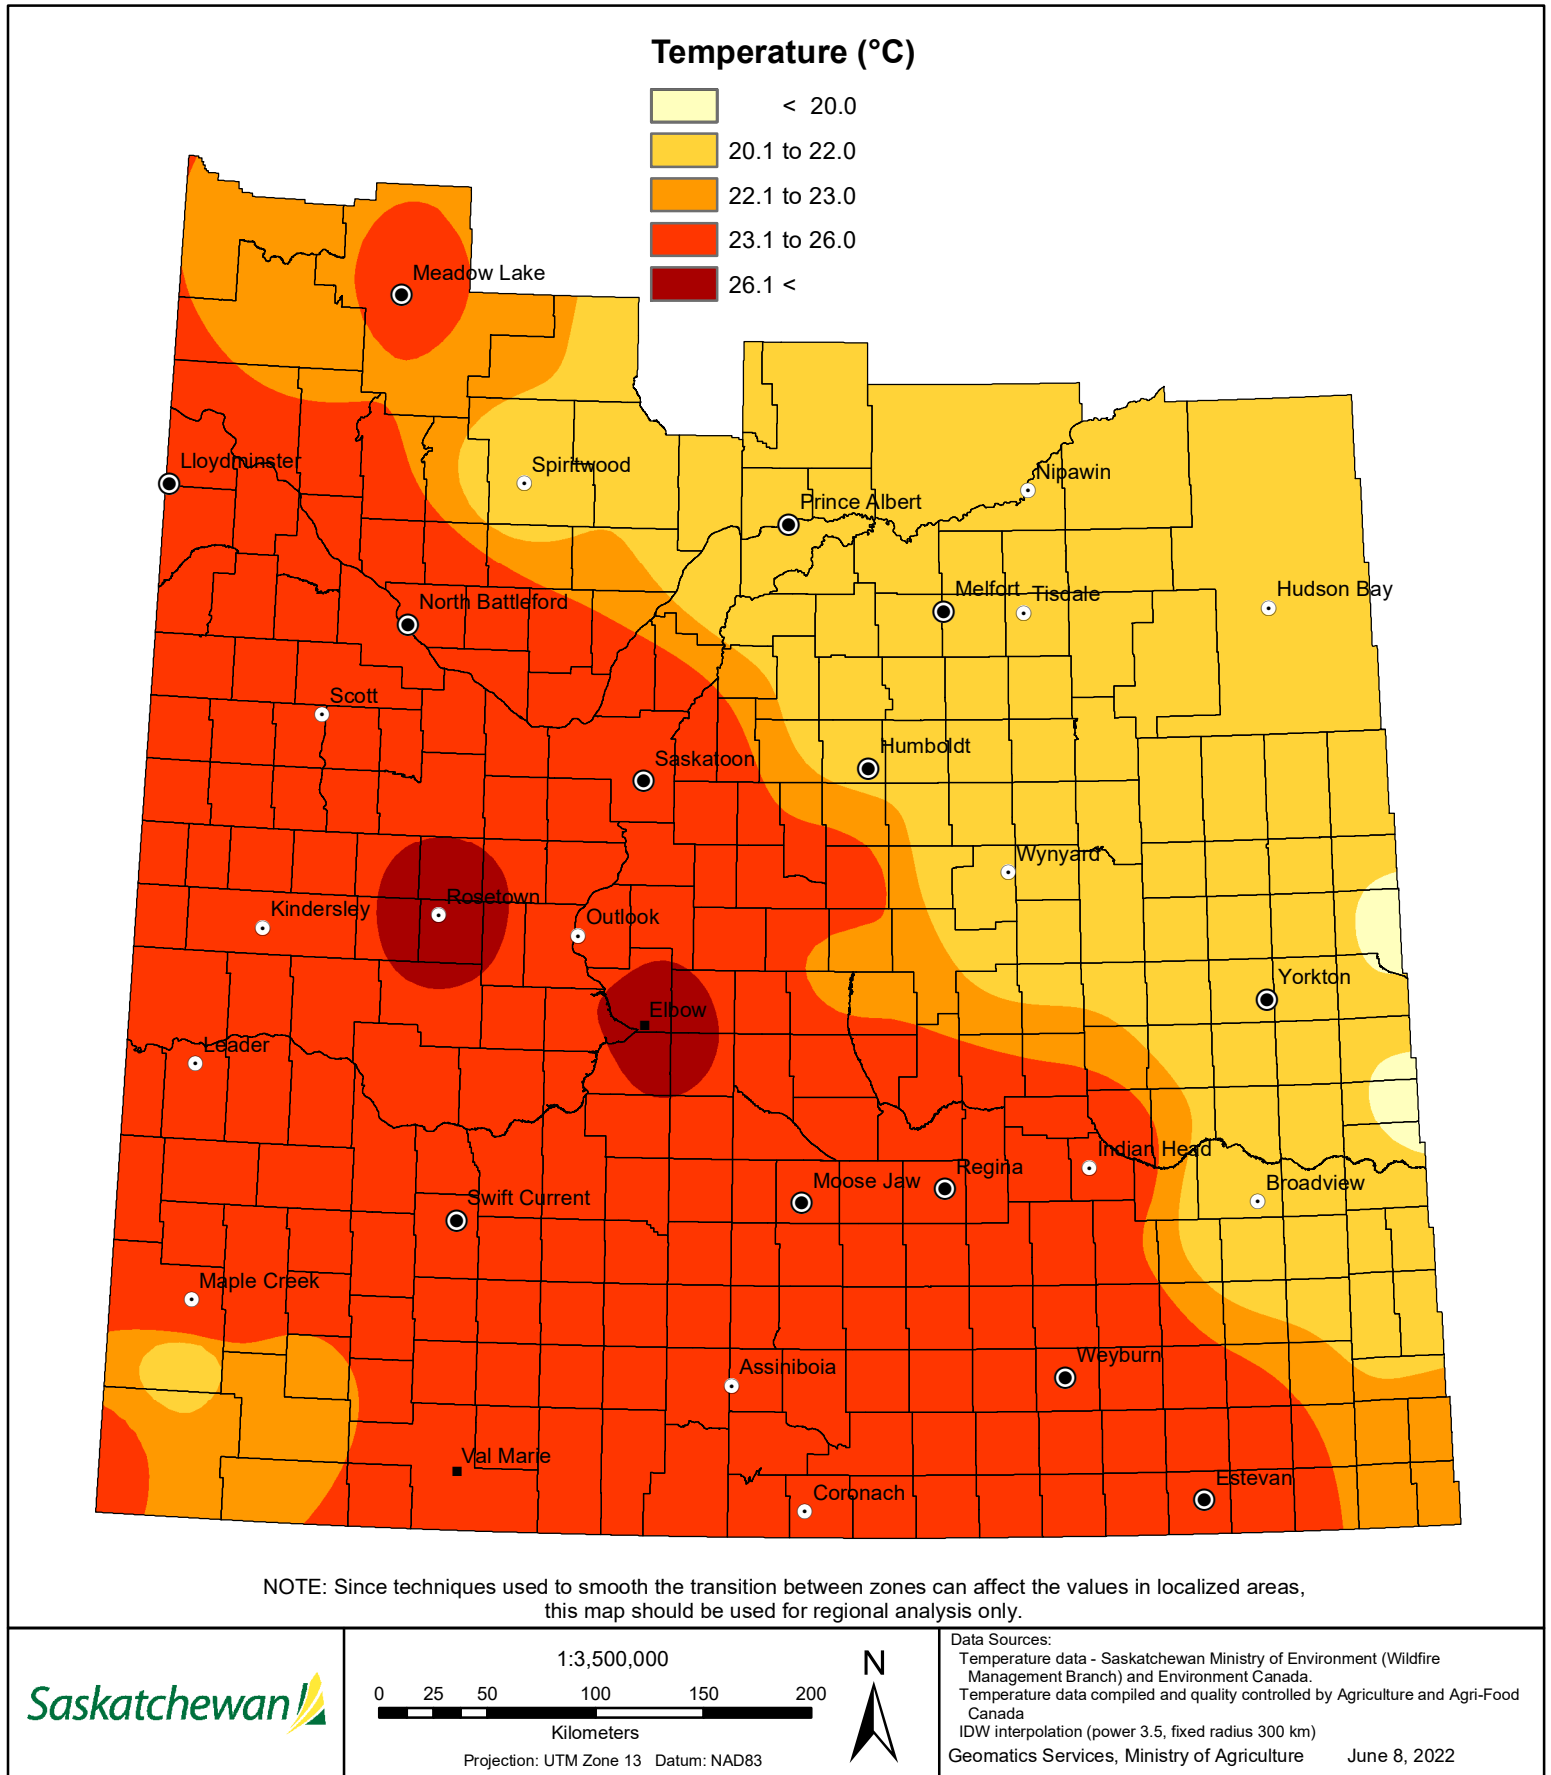 Temperature (°C)
< 20.0
20.1 to 22.0
22.1 to 23.0
23.1 to 26.0
26.1 <
Meadow Lake
Lloydminster
Spiritwood
Nipawin
Prince Albert
North Battleford
Melfort
Tisdale
Hudson Bay
Scott
Saskatoon
Humboldt
Wynyard
Rosetown
Kindersley
Outlook
Yorkton
Elbow
Leader
Indian Head
Regina
Moose Jaw
Broadview
Swift Current
Maple Creek
Weyburn
Assiniboia
Val Marie
Estevan
Coronach
NOTE: Since techniques used to smooth the transition between zones can affect the values in localized areas,
this map should be used for regional analysis only.
Saskatchewan
1:3,500,000
0 25 50 100 150 200
Kilometers
Projection: UTM Zone 13 Datum: NAD83
N
Data Sources:
Temperature data - Saskatchewan Ministry of Environment (Wildfire
Management Branch) and Environment Canada.
Temperature data compiled and quality controlled by Agriculture and Agri-Food
Canada
IDW interpolation (power 3.5, fixed radius 300 km)
Geomatics Services, Ministry of Agriculture June 8, 2022